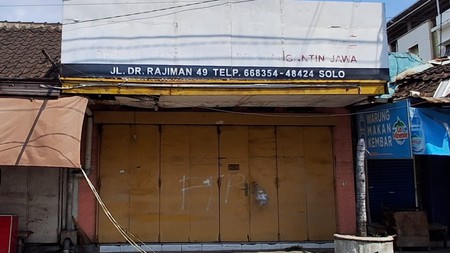 GANTIN JAWA
JL. DR. RAJIMAN 49 TELP. 668354-48424 SOLO
WARUNG
MAKAN
KEMBAR